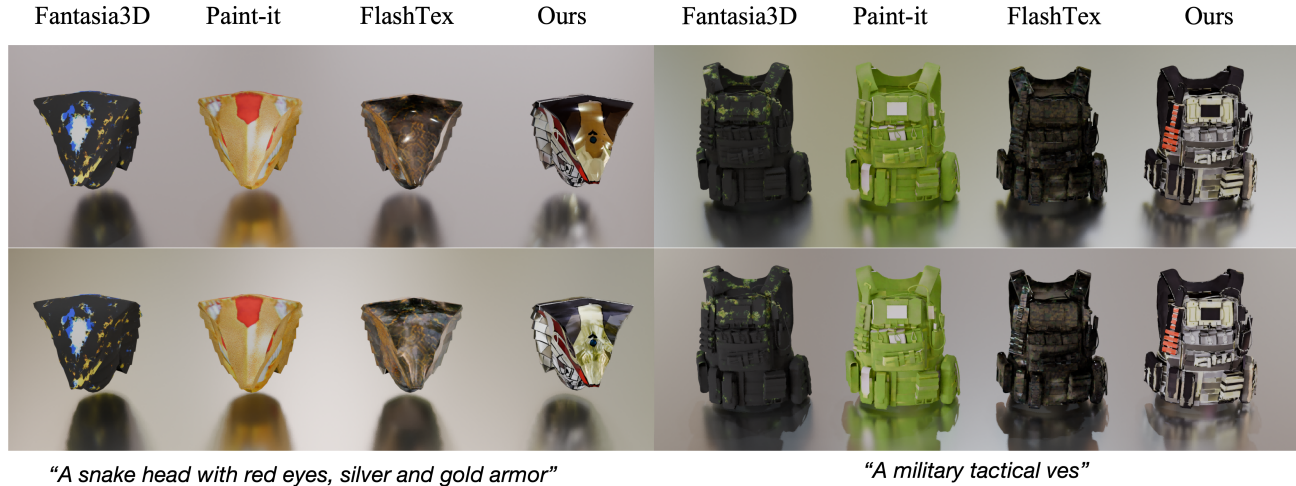 Fantasia3D Paint-it FlashTex Ours Fantasia3D Paint-it FlashTex Ours
“A snake head with red eyes, silver and gold armor” “A military tactical ves”